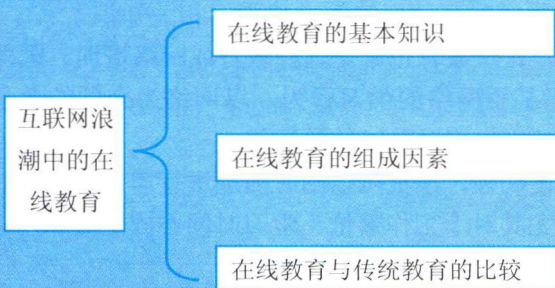 在线教育的基本知识
互联网浪
潮中的在
线教育
在线教育的组成因素
在线教育与传统教育的比较